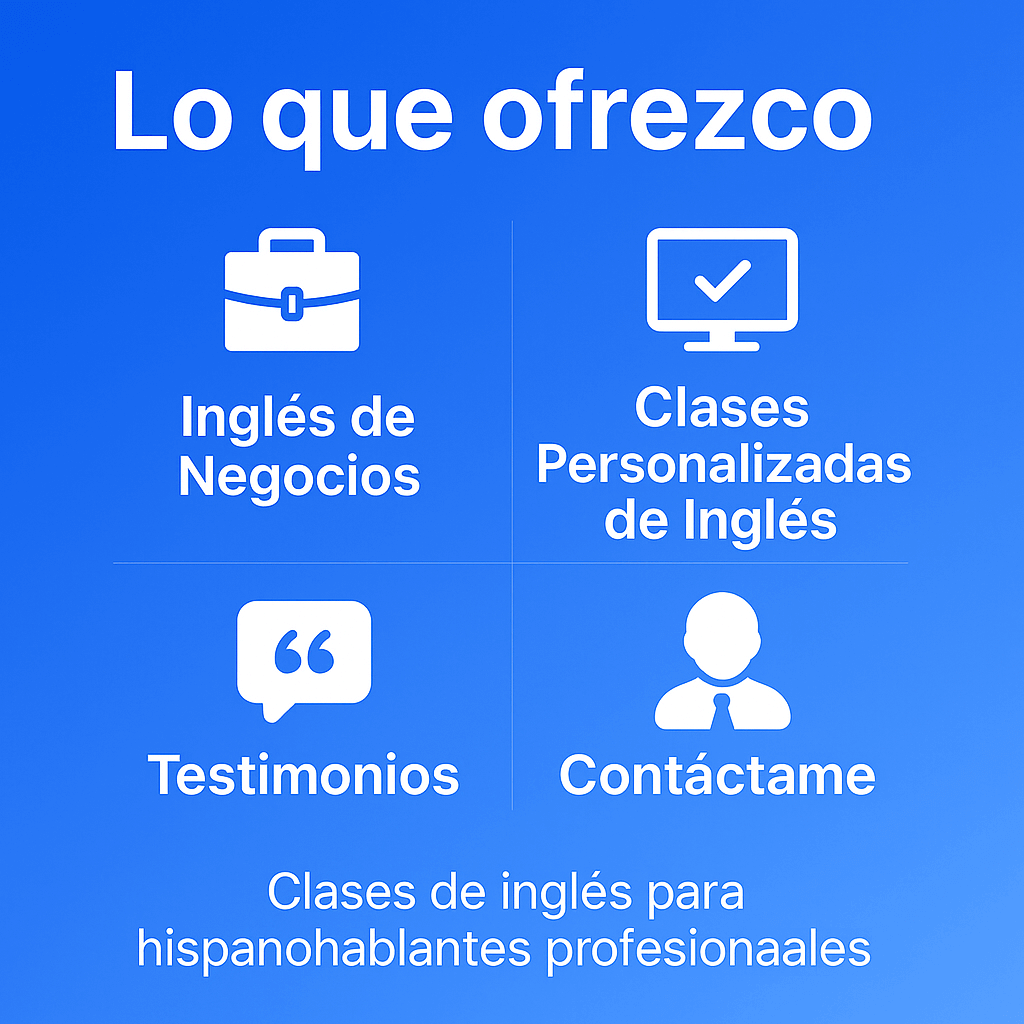 Lo que ofrezco
Inglés de
Negocios
Clases
Personalizadas
de Inglés
Testimonios
Contáctame
Clases de inglés para
hispanohablantes profesionaales